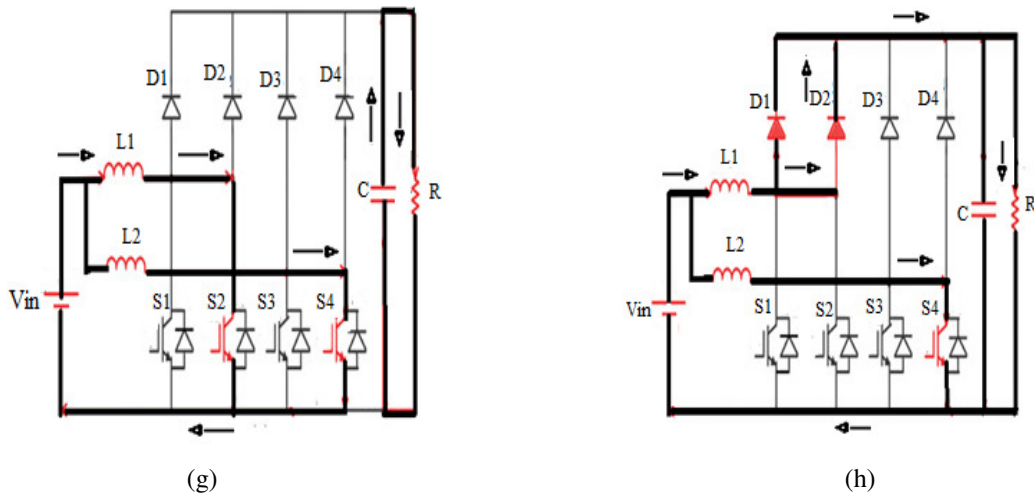 D1 D2 D3 D4
L1
C R
L2
Vin
S1 S2 S3 S4
(g)
D1 D2 D3 D4
L1
C R
L2
Vin
S1 S2 S3 S4
(h)